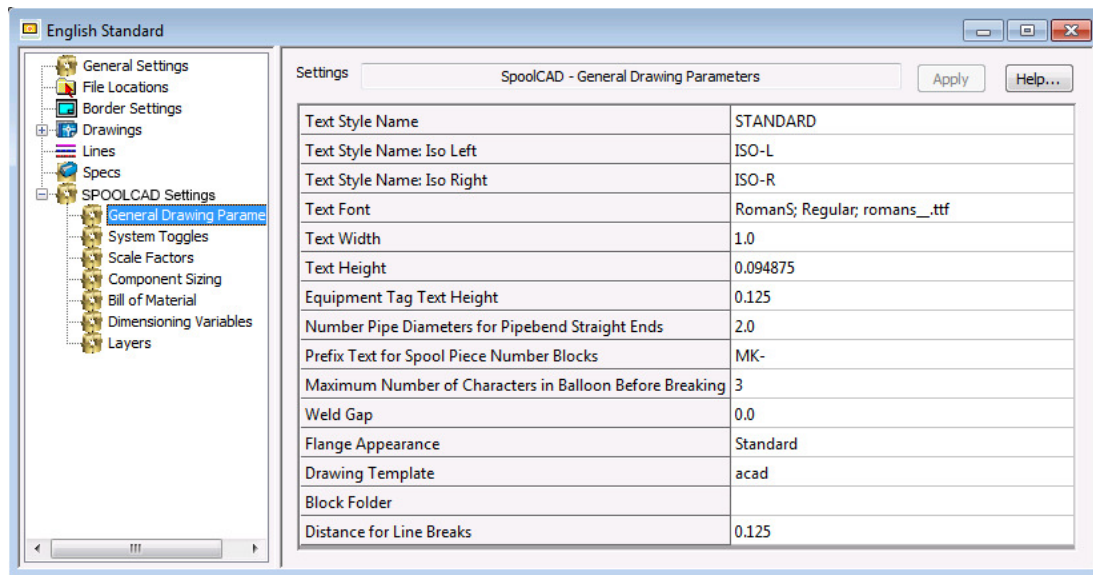 English Standard
General Settings
File Locations
Border Settings
Drawings
Lines
Specs
SPOOLCAD Settings
General Drawing Parame
System Toggles
Scale Factors
Component Sizing
Bill of Material
Dimensioning Variables
Layers
Settings SpoolCAD - General Drawing Parameters Apply Help...
Text Style Name STANDARD
Text Style Name: Iso Left ISO-L
Text Style Name: Iso Right ISO-R
Text Font RomanS; Regular; romans__.ttf
Text Width 1.0
Text Height 0.094875
Equipment Tag Text Height 0.125
Number Pipe Diameters for Pipebend Straight Ends 2.0
Prefix Text for Spool Piece Number Blocks MK-
Maximum Number of Characters in Balloon Before Breaking 3
Weld Gap 0.0
Flange Appearance Standard
Drawing Template acad
Block Folder
Distance for Line Breaks 0.125